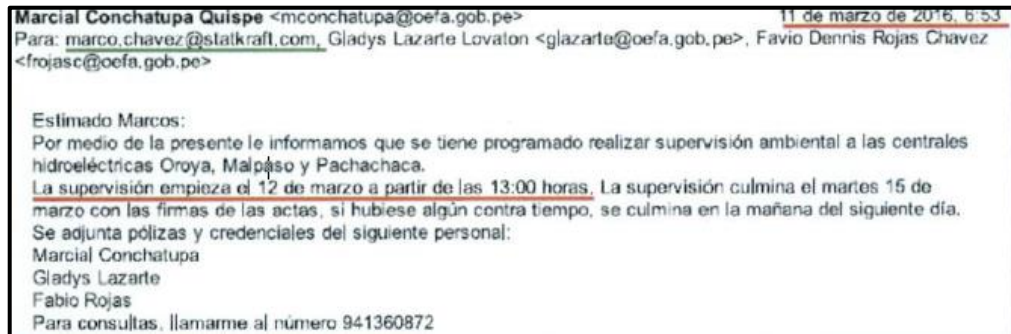 Marcial Conchatupa Quispe <mconchatupa@oefa.gob.pe> 11 de marzo de 2016, 6:53
Para: marco.chavez@statkraft.com, Gladys Lazarte Lovaton <glazarte@oefa.gob.pe>, Favio Dennis Rojas Chavez
<frojasc@oefa.gob.pe>
Estimado Marcos:
Por medio de la presente le informamos que se tiene programado realizar supervisión ambiental a las centrales
hidroeléctricas Oroya, Malpaso y Pachachaca.
La supervisión empieza el 12 de marzo a partir de las 13:00 horas, La supervisión culmina el martes 15 de
marzo con las firmas de las actas, si hubiese algún contra tiempo, se culmina en la mañana del siguiente día.
Se adjunta pólizas y credenciales del siguiente personal:
Marcial Conchatupa
Gladys Lazarte
Fabio Rojas
Para consultas, llamarme al número 941360872